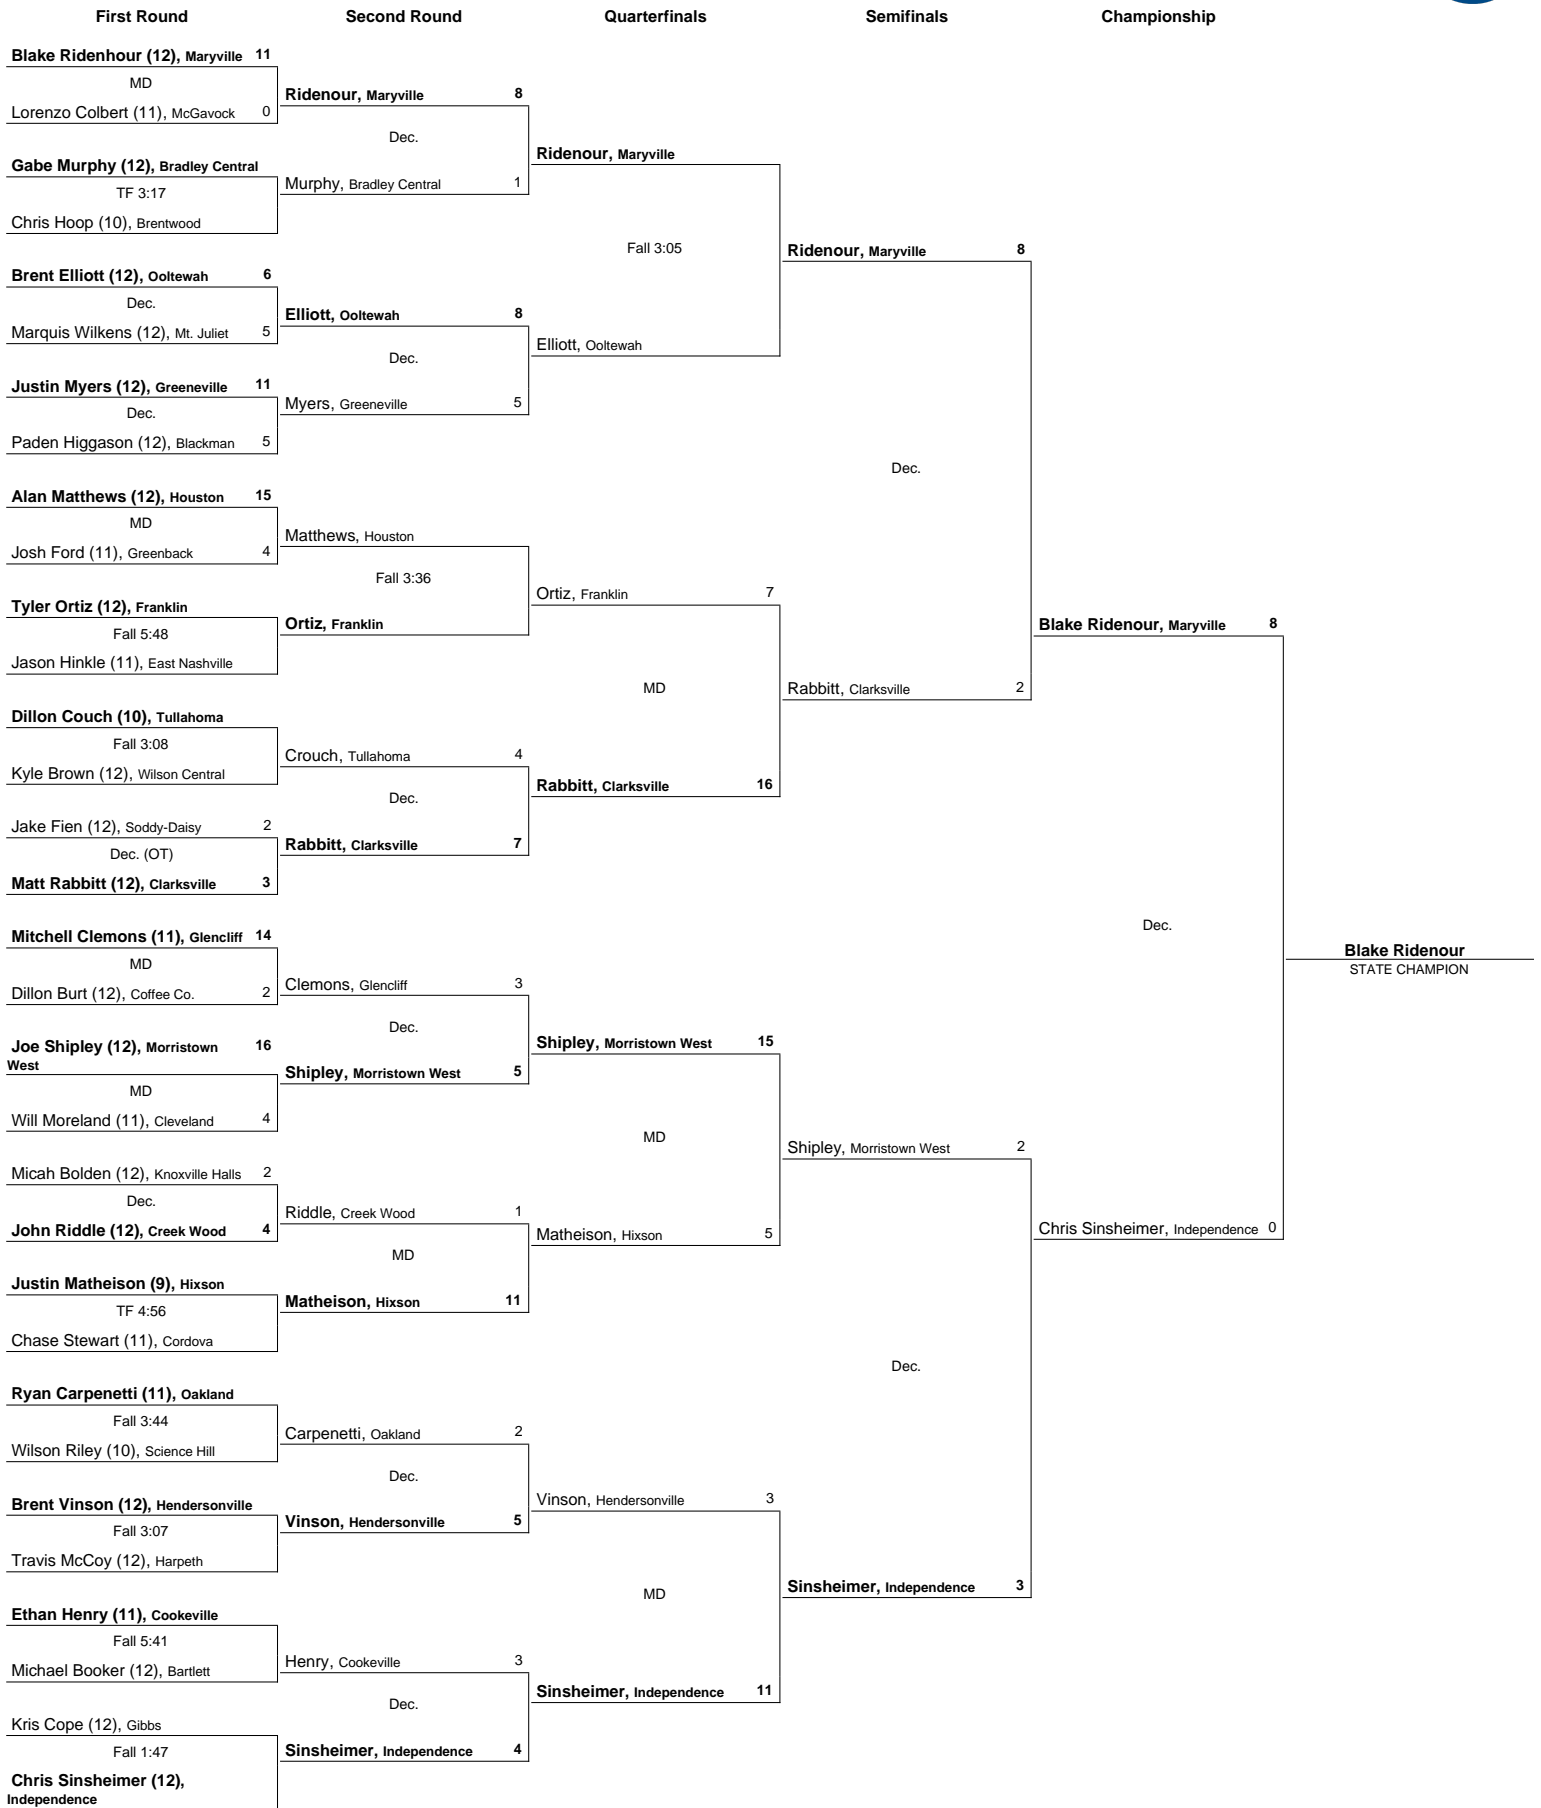 First Round
Second Round
Quarterfinals
Semifinals
Championship
Blake Ridenhour (12), Maryville 11
MD
Lorenzo Colbert (11), McGavock 0
Gabe Murphy (12), Bradley Central
TF 3:17
Chris Hoop (10), Brentwood
Brent Elliott (12), Ooltewah 6
Dec.
Marquis Wilkens (12), Mt. Juliet 5
Justin Myers (12), Greeneville 11
Dec.
Paden Higgason (12), Blackman 5
Alan Matthews (12), Houston 15
MD
Josh Ford (11), Greenback 4
Tyler Ortiz (12), Franklin
Fall 5:48
Jason Hinkle (11), East Nashville
Dillon Couch (10), Tullahoma
Fall 3:08
Kyle Brown (12), Wilson Central
Jake Fien (12), Soddy-Daisy 2
Dec. (OT)
Matt Rabbitt (12), Clarksville 3
Mitchell Clemons (11), Glencliff 14
MD
Dillon Burt (12), Coffee Co. 2
Joe Shipley (12), Morristown 16
West
MD
Will Moreland (11), Cleveland 4
Micah Bolden (12), Knoxville Halls 2
Dec.
John Riddle (12), Creek Wood 4
Justin Matheison (9), Hixson
TF 4:56
Chase Stewart (11), Cordova
Ryan Carpenetti (11), Oakland
Fall 3:44
Wilson Riley (10), Science Hill
Brent Vinson (12), Hendersonville
Fall 3:07
Travis McCoy (12), Harpeth
Ethan Henry (11), Cookeville
Fall 5:41
Michael Booker (12), Bartlett
Kris Cope (12), Gibbs
Fall 1:47
Chris Sinsheimer (12),
Independence
Ridenour, Maryville 8
Dec.
Murphy, Bradley Central 1
Elliott, Ooltewah 8
Dec.
Myers, Greeneville 5
Matthews, Houston
Fall 3:36
Ortiz, Franklin
Crouch, Tullahoma 4
Dec.
Rabbitt, Clarksville 7
Clemons, Glencliff 3
Dec.
Shipley, Morristown West 5
Riddle, Creek Wood 1
MD
Matheison, Hixson 11
Carpenetti, Oakland 2
Dec.
Vinson, Hendersonville 5
Henry, Cookeville 3
Dec.
Sinsheimer, Independence 4
Ridenour, Maryville
Fall 3:05
Elliott, Ooltewah
Ortiz, Franklin 7
MD
Rabbitt, Clarksville 16
Shipley, Morristown West 15
MD
Matheison, Hixson 5
Vinson, Hendersonville 3
MD
Sinsheimer, Independence 11
Ridenour, Maryville 8
Dec.
Rabbitt, Clarksville 2
Shipley, Morristown West 2
Dec.
Sinsheimer, Independence 3
Blake Ridenour, Maryville 8
Dec.
Chris Sinsheimer, Independence 0
Blake Ridenour
STATE CHAMPION